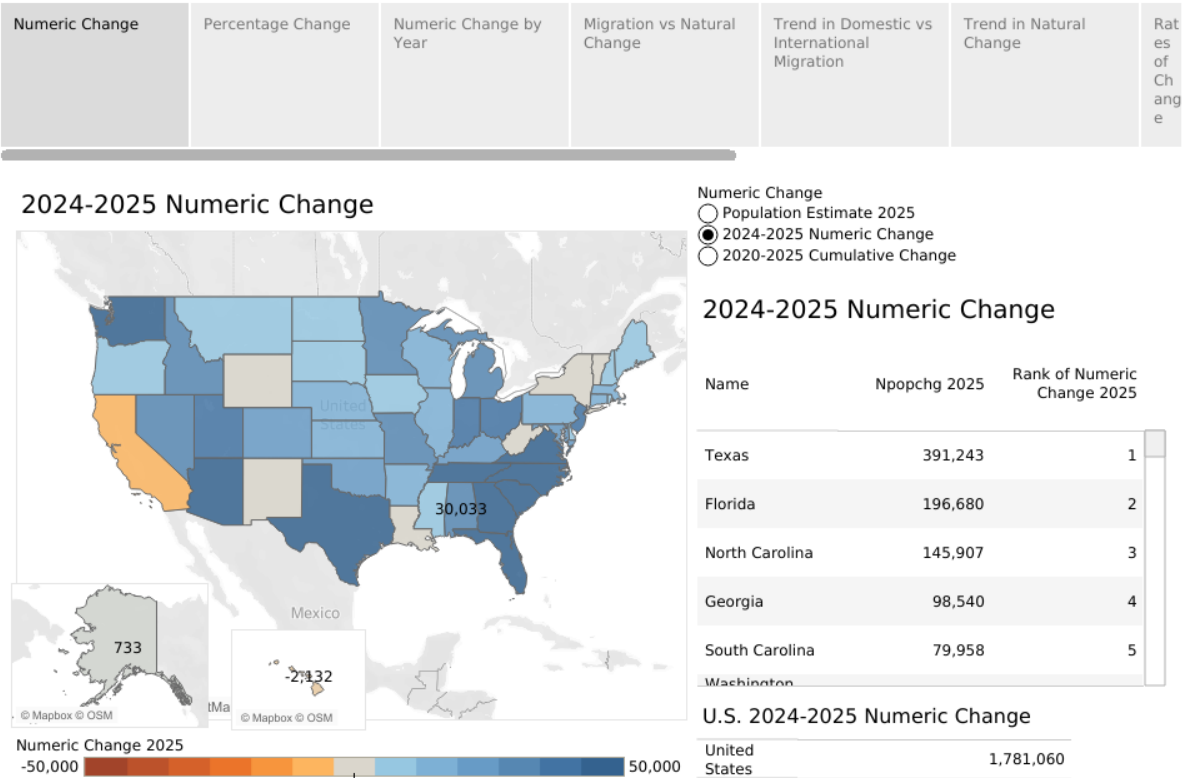 Numeric Change
Percentage Change
Numeric Change by
Year
Migration vs Natural
Change
Trend in Domestic vs
International
Migration
Trend in Natural
Change
Rat
es
of
Ch
ang
e
2024-2025 Numeric Change
Numeric Change
Population Estimate 2025
2024-2025 Numeric Change
2020-2025 Cumulative Change
2024-2025 Numeric Change
Name Npopchg 2025 Rank of Numeric
Change 2025
Texas 391,243 1
Florida 196,680 2
North Carolina 145,907 3
Georgia 98,540 4
South Carolina 79,958 5
Washington
U.S. 2024-2025 Numeric Change
United
States 1,781,060
United
States
30,033
Mexico
733
© Mapbox © OSM
-2,132
© Mapbox © OSM
tMa
Numeric Change 2025
-50,000 50,000